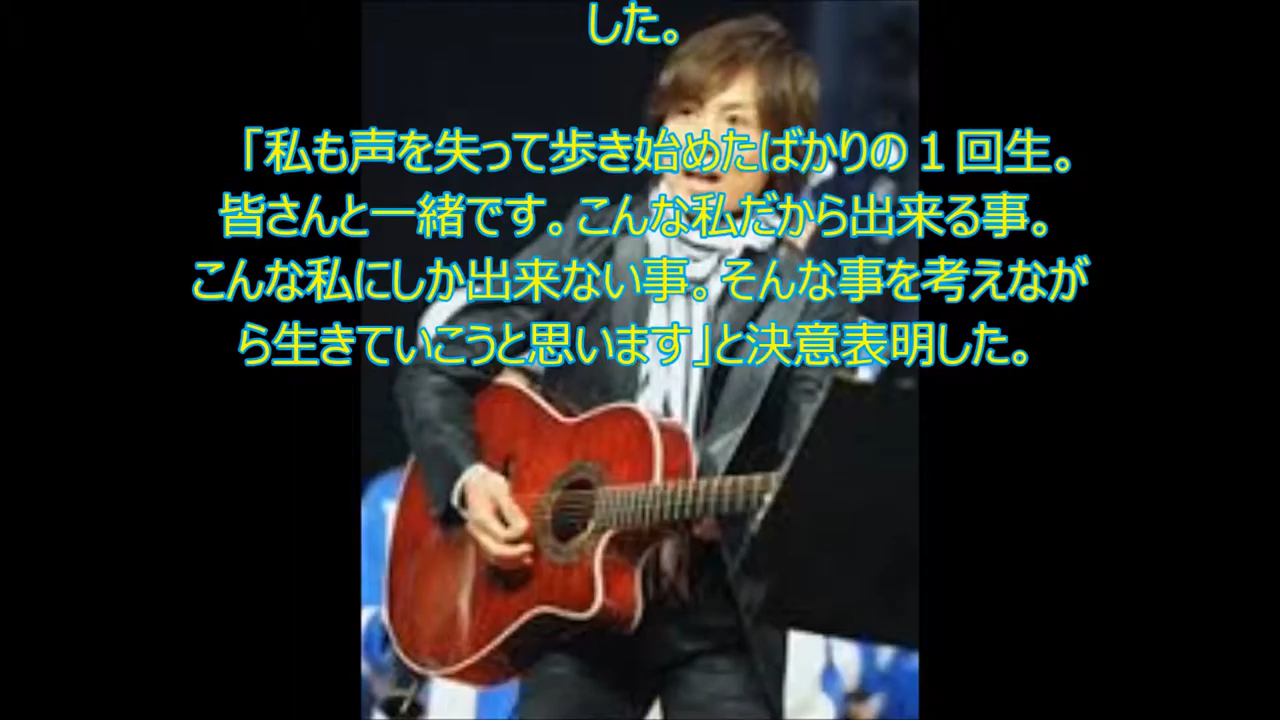 した。
「私も声を失って歩き始めたばかりの1回生。
皆さんと一緒です。こんな私だから出来る事。
こんな私にしか出来ない事。そんな事を考えなが
ら生きていこうと思います」と決意表明した。